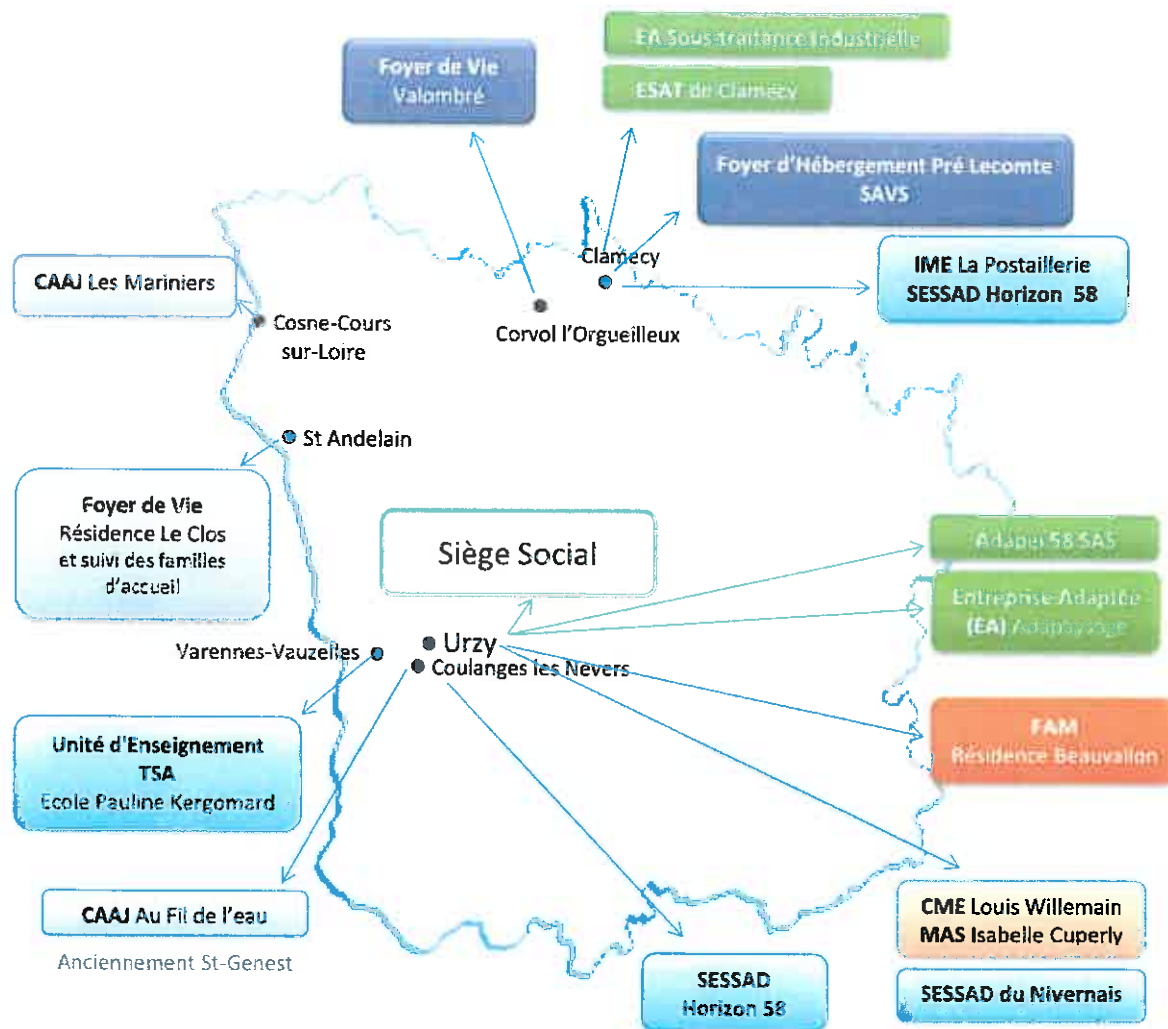 EA Sous-traitance Industrielle
Foyer de Vie
Valombré
ESAT de Clamecy
Foyer d'Hébergement Pré Lecomte
SAVS
Clamecy
IME La Postaillerie
SESSAD Horizon 58
CAAJ Les Mariniers
Cosne-Cours
sur-Loire
Corvol l'Orgueilleux
St Andelain
Foyer de Vie
Résidence Le Clos
et suivi des familles
d'accueil
Siège Social
Adapei 58 SAS
Entreprise Adaptée
(EA) Adapaysage
Urzy
Varennes-Vauzelles
Coulanges les Nevers
FAM
Résidence Beauvallon
Unité d'Enseignement
TSA
Ecole Pauline Kergomard
CAAJ Au Fil de l'eau
Anciennement St-Genest
CME Louis Willemain
MAS Isabelle Cuperly
SESSAD
Horizon 58
SESSAD du Nivernais